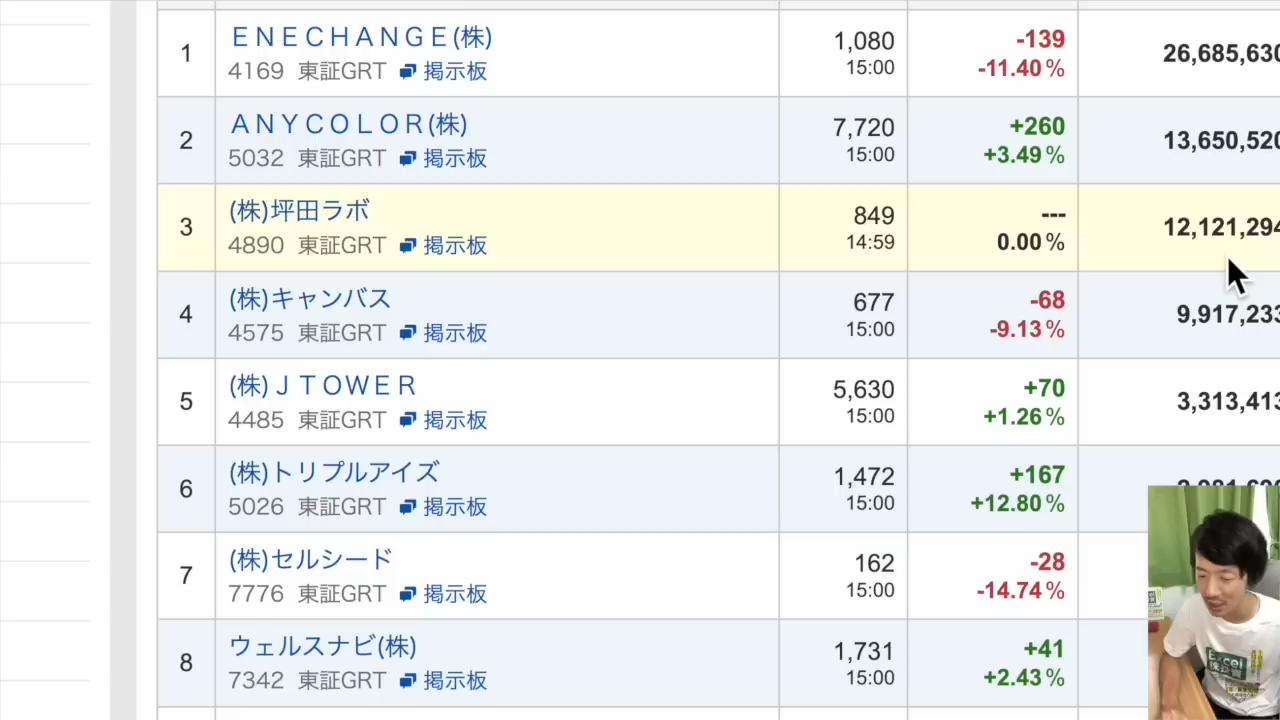 1
ＥＮＥＣＨＡＮＧＥ(株)
4169 東証GRT 掲示板
1,080
15:00
-139
-11.40%
26,685,630
2
ＡＮＹＣＯＬＯＲ(株)
5032 東証GRT 掲示板
7,720
15:00
+260
+3.49%
13,650,520
3
(株)坪田ラボ
4890 東証GRT 掲示板
849
14:59
---
0.00%
12,121,294
4
(株)キャンバス
4575 東証GRT 掲示板
677
15:00
-68
-9.13%
9,917,233
5
(株)ＪＴＯＷＥＲ
4485 東証GRT 掲示板
5,630
15:00
+70
+1.26%
3,313,413
6
(株)トリプルアイズ
5026 東証GRT 掲示板
1,472
15:00
+167
+12.80%
7
(株)セルシード
7776 東証GRT 掲示板
162
15:00
-28
-14.74%
8
ウェルスナビ(株)
7342 東証GRT 掲示板
1,731
15:00
+41
+2.43%
Excel